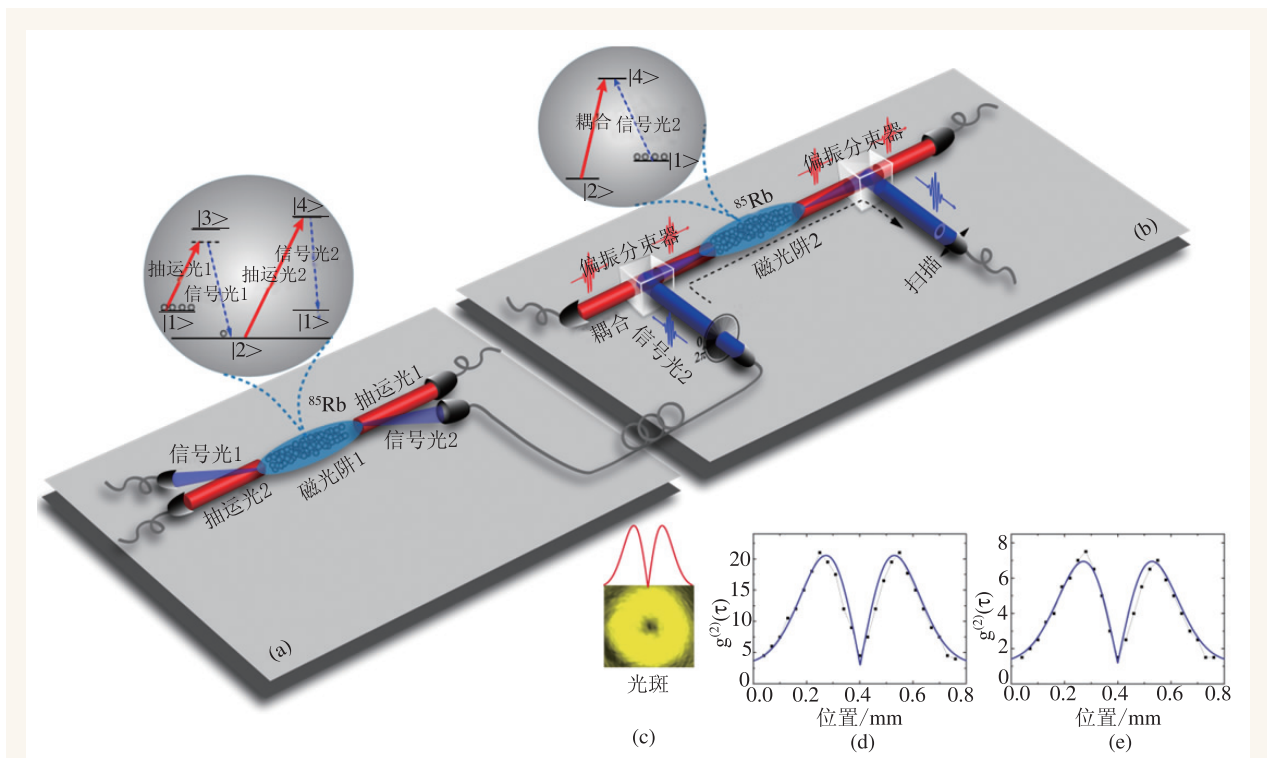 |4>
耦合
信号光2
|1>
|2>
偏振分束器
⁸⁵Rb
磁光阱2
偏振分束器
扫描
(b)
耦合
信号光2
0
2π
|3>
|4>
抽运光1
信号光1
信号光2
抽运光2
|1>
|1>
|2>
⁸⁵Rb
抽运光1
信号光1
信号光2
抽运光2
磁光阱1
(a)
光斑
(c)
g⁽²⁾(τ)
20
15
10
5
0
0.0 0.2 0.4 0.6 0.8
位置/mm
(d)
g⁽²⁾(τ)
8
6
4
2
0
0.0 0.2 0.4 0.6 0.8
位置/mm
(e)